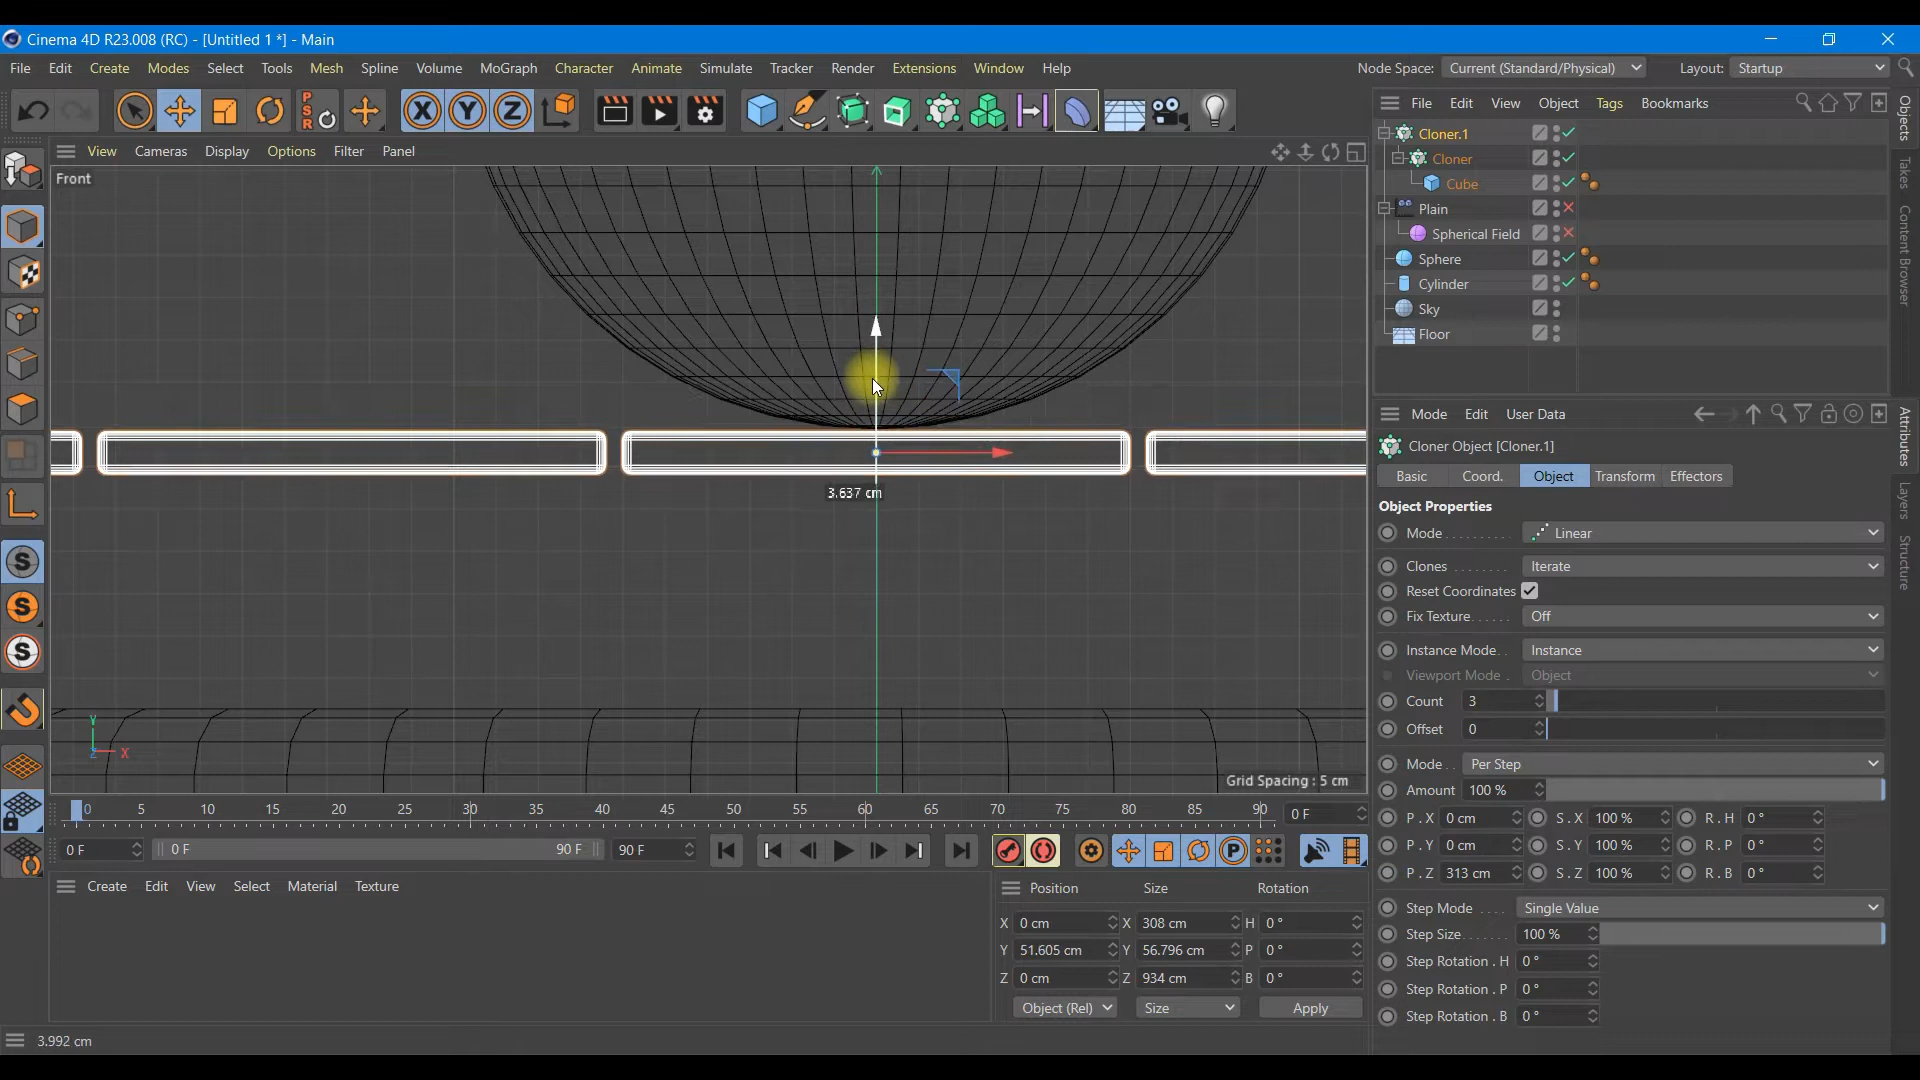 Cinema 4D R23.008 (RC) - [Untitled 1 *] - Main
File Edit Create Modes Select Tools Mesh Spline Volume MoGraph Character Animate Simulate Tracker Render Extensions Window Help Node Space: Current (Standard/Physical) Layout: Startup
PSR X Y Z
File Edit View Object Tags Bookmarks
View Cameras Display Options Filter Panel
Front
3.637 cm
Grid Spacing : 5 cm
Y
Z X
Cloner.1
Cloner
Cube
Plain
Spherical Field
Sphere
Cylinder
Sky
Floor
Objects
Takes
Content Browser
Attributes
Layers
Structure
Mode Edit User Data
Cloner Object [Cloner.1]
Basic Coord. Object Transform Effectors
Object Properties
Mode Linear
Clones Iterate
Reset Coordinates
Fix Texture Off
Instance Mode Instance
Viewport Mode Object
Count 3
Offset 0
Mode Per Step
Amount 100 %
P . X 0 cm S . X 100 % R . H 0 °
P . Y 0 cm S . Y 100 % R . P 0 °
P . Z 313 cm S . Z 100 % R . B 0 °
Step Mode Single Value
Step Size 100 %
Step Rotation . H 0 °
Step Rotation . P 0 °
Step Rotation . B 0 °
0 5 10 15 20 25 30 35 40 45 50 55 60 65 70 75 80 85 90 0 F
0 F 0 F 90 F 90 F P
Create Edit View Select Material Texture
Position Size Rotation
X 0 cm X 308 cm H 0 °
Y 51.605 cm Y 56.796 cm P 0 °
Z 0 cm Z 934 cm B 0 °
Object (Rel) Size Apply
3.992 cm